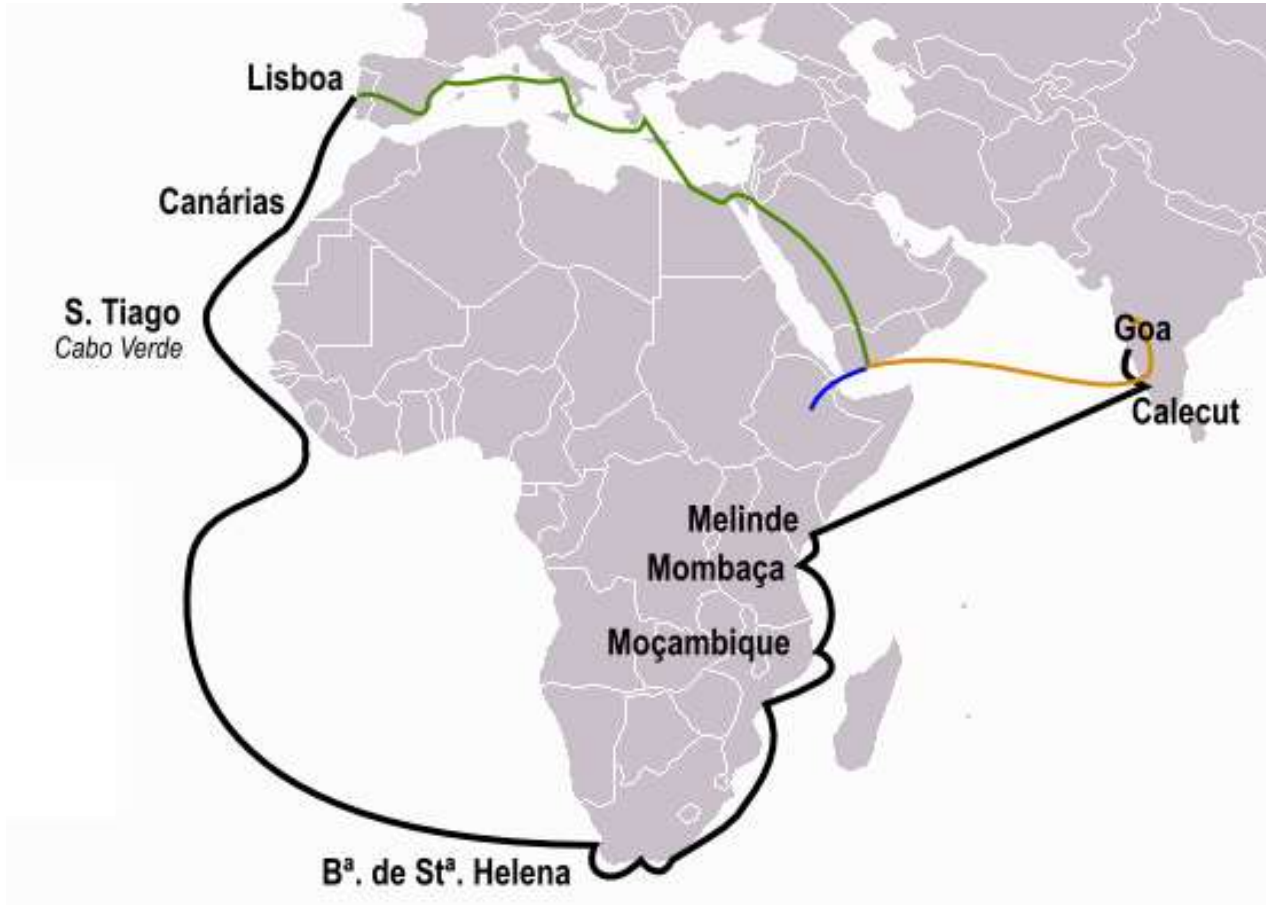 Lisboa
Canárias
S. Tiago
Cabo Verde
Goa
Calecut
Melinde
Mombaça
Moçambique
Bª. de Stª. Helena